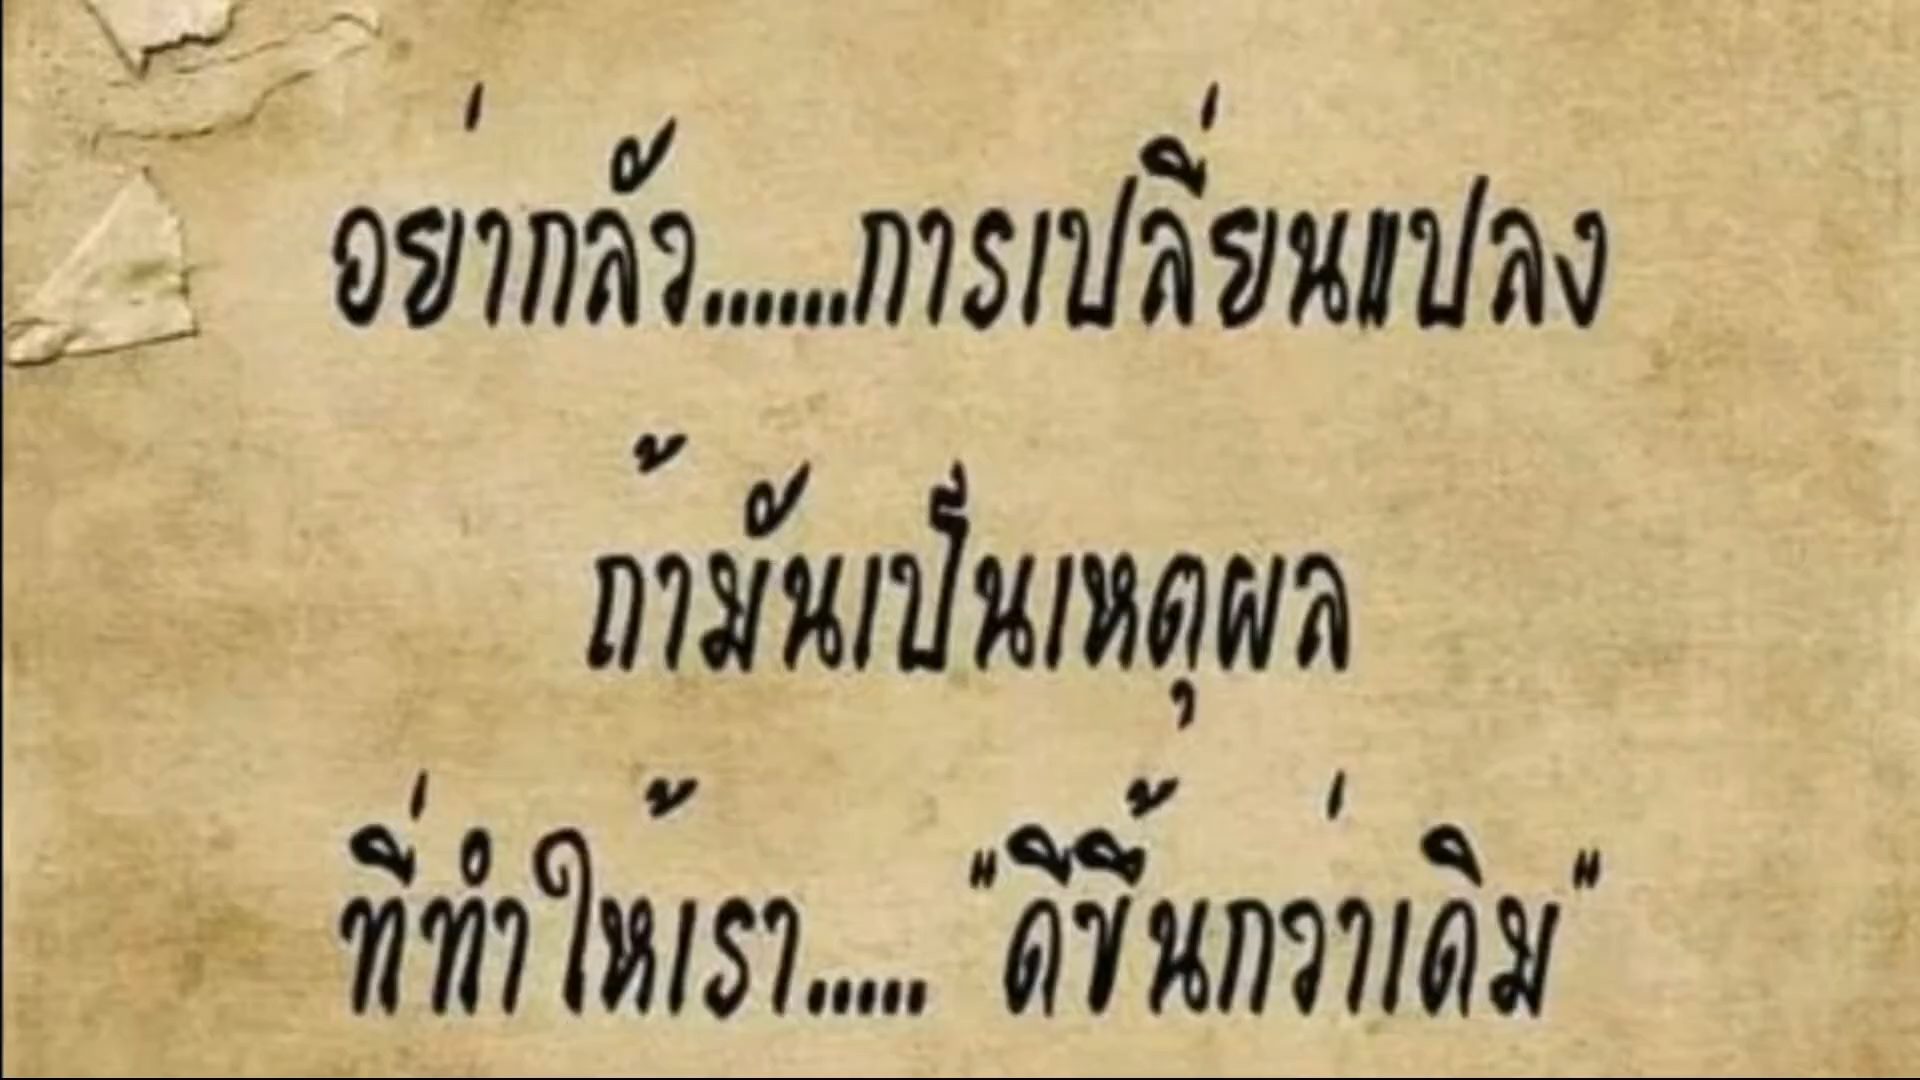 อย่ากลัว......การเปลี่ยนแปลง
ถ้ามันเป็นเหตุผล
ที่ทำให้เรา..... "ดีขึ้นกว่าเดิม"